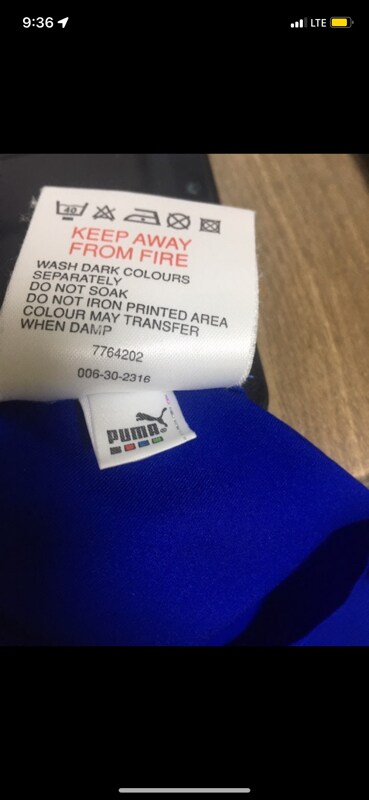 9:36
LTE
40
KEEP AWAY
FROM FIRE
WASH DARK COLOURS
SEPARATELY
DO NOT SOAK
DO NOT IRON PRINTED AREA
COLOUR MAY TRANSFER
WHEN DAMP
7764202
006-30-2316
PUMA